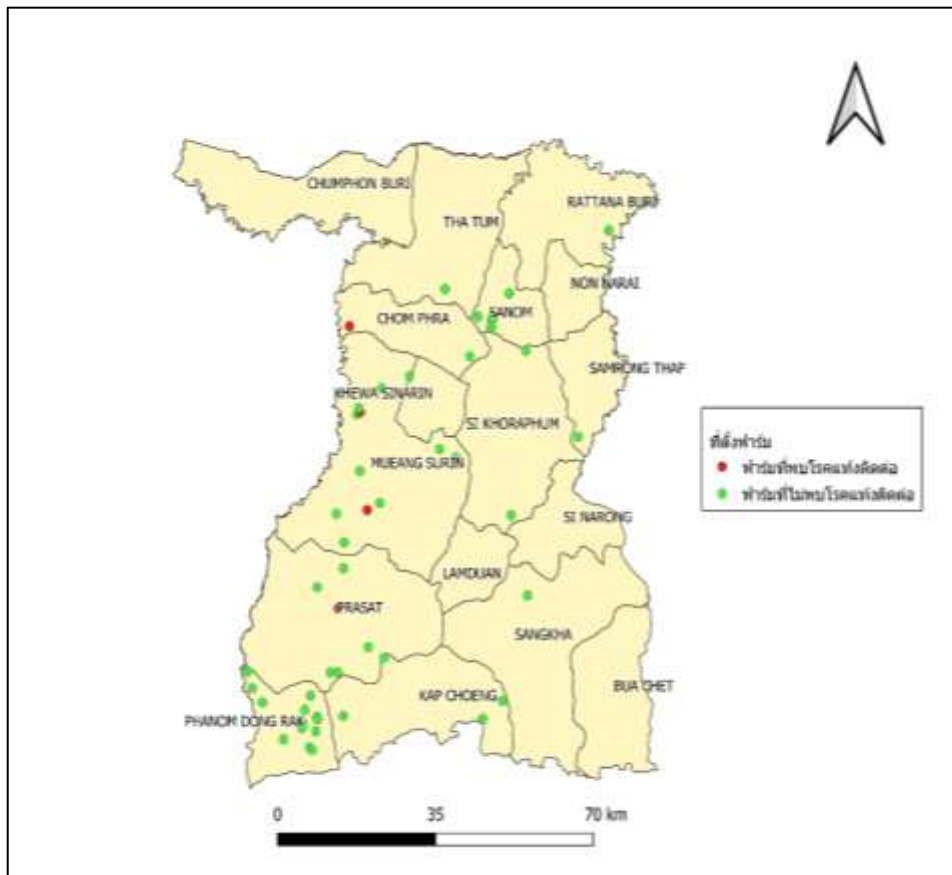 CHUMPHON BURI
RATTANA BURI
THA TUM
NON NARAI
SANOM
CHOM PHRA
SAMRONG THAP
KHEWA SINARIN
SI KHORAPHUM
MUEANG SURIN
SI NARONG
LAMDUAN
PRASAT
SANGKHA
BUA CHET
KAP CHOENG
PHANOM DONG RAK
ที่ตั้งฟาร์ม
ฟาร์มที่พบโรคแท้งติดต่อ
ฟาร์มที่ไม่พบโรคแท้งติดต่อ
0 35 70 km